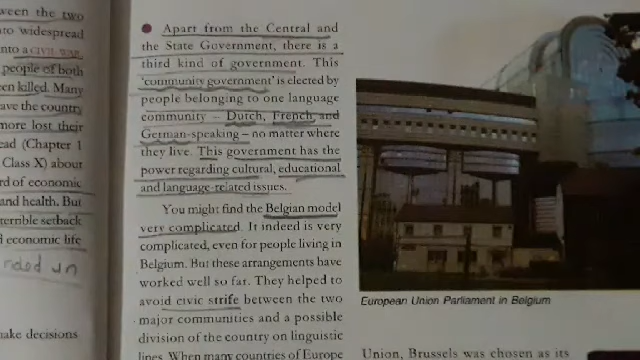 ween the two
to widespread
nto a CIVIL WAR.
people of both
en killed. Many
ave the country
more lost their
ead (Chapter 1
Class X) about
rd of economic
and health. But
terrible setback
economic life
ended in
ake decisions
● Apart from the Central and
the State Government, there is a
third kind of government. This
'community government' is elected by
people belonging to one language
community – Dutch, French and
German-speaking – no matter where
they live. This government has the
power regarding cultural, educational
and language-related issues.
You might find the Belgian model
very complicated. It indeed is very
complicated, even for people living in
Belgium. But these arrangements have
worked well so far. They helped to
avoid civic strife between the two
major communities and a possible
division of the country on linguistic
lines. When many countries of Europe
European Union Parliament in Belgium
Union, Brussels was chosen as its